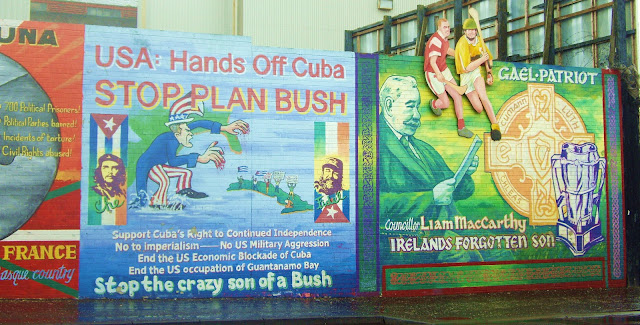 UNA
700 Political Prisoners!
Political Parties banned!
Incidents of torture!
Civil Rights abused!
FRANCE
asque country
USA: Hands Off Cuba
STOP PLAN BUSH
Che
Fidel
Support Cuba's Right to Continued Independence
No to imperialism—No US Military Aggression
End the US Economic Blockade of Cuba
End the US occupation of Guantanamo Bay
Stop the crazy son of a Bush
GAEL·PATRIOT
Councillor Liam MacCarthy
IRELANDS FORGOTTEN SON